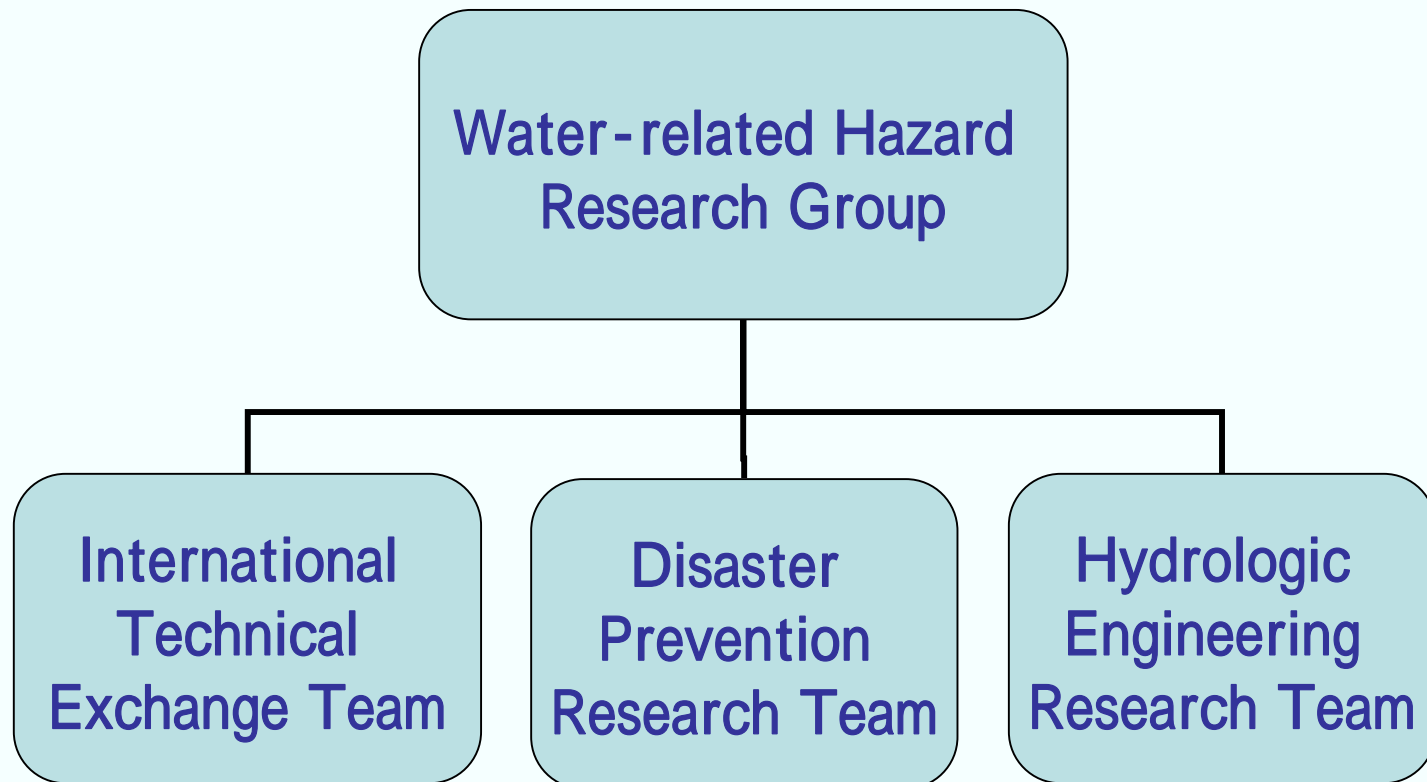 Water-related Hazard
Research Group
International
Technical
Exchange Team
Disaster
Prevention
Research Team
Hydrologic
Engineering
Research Team